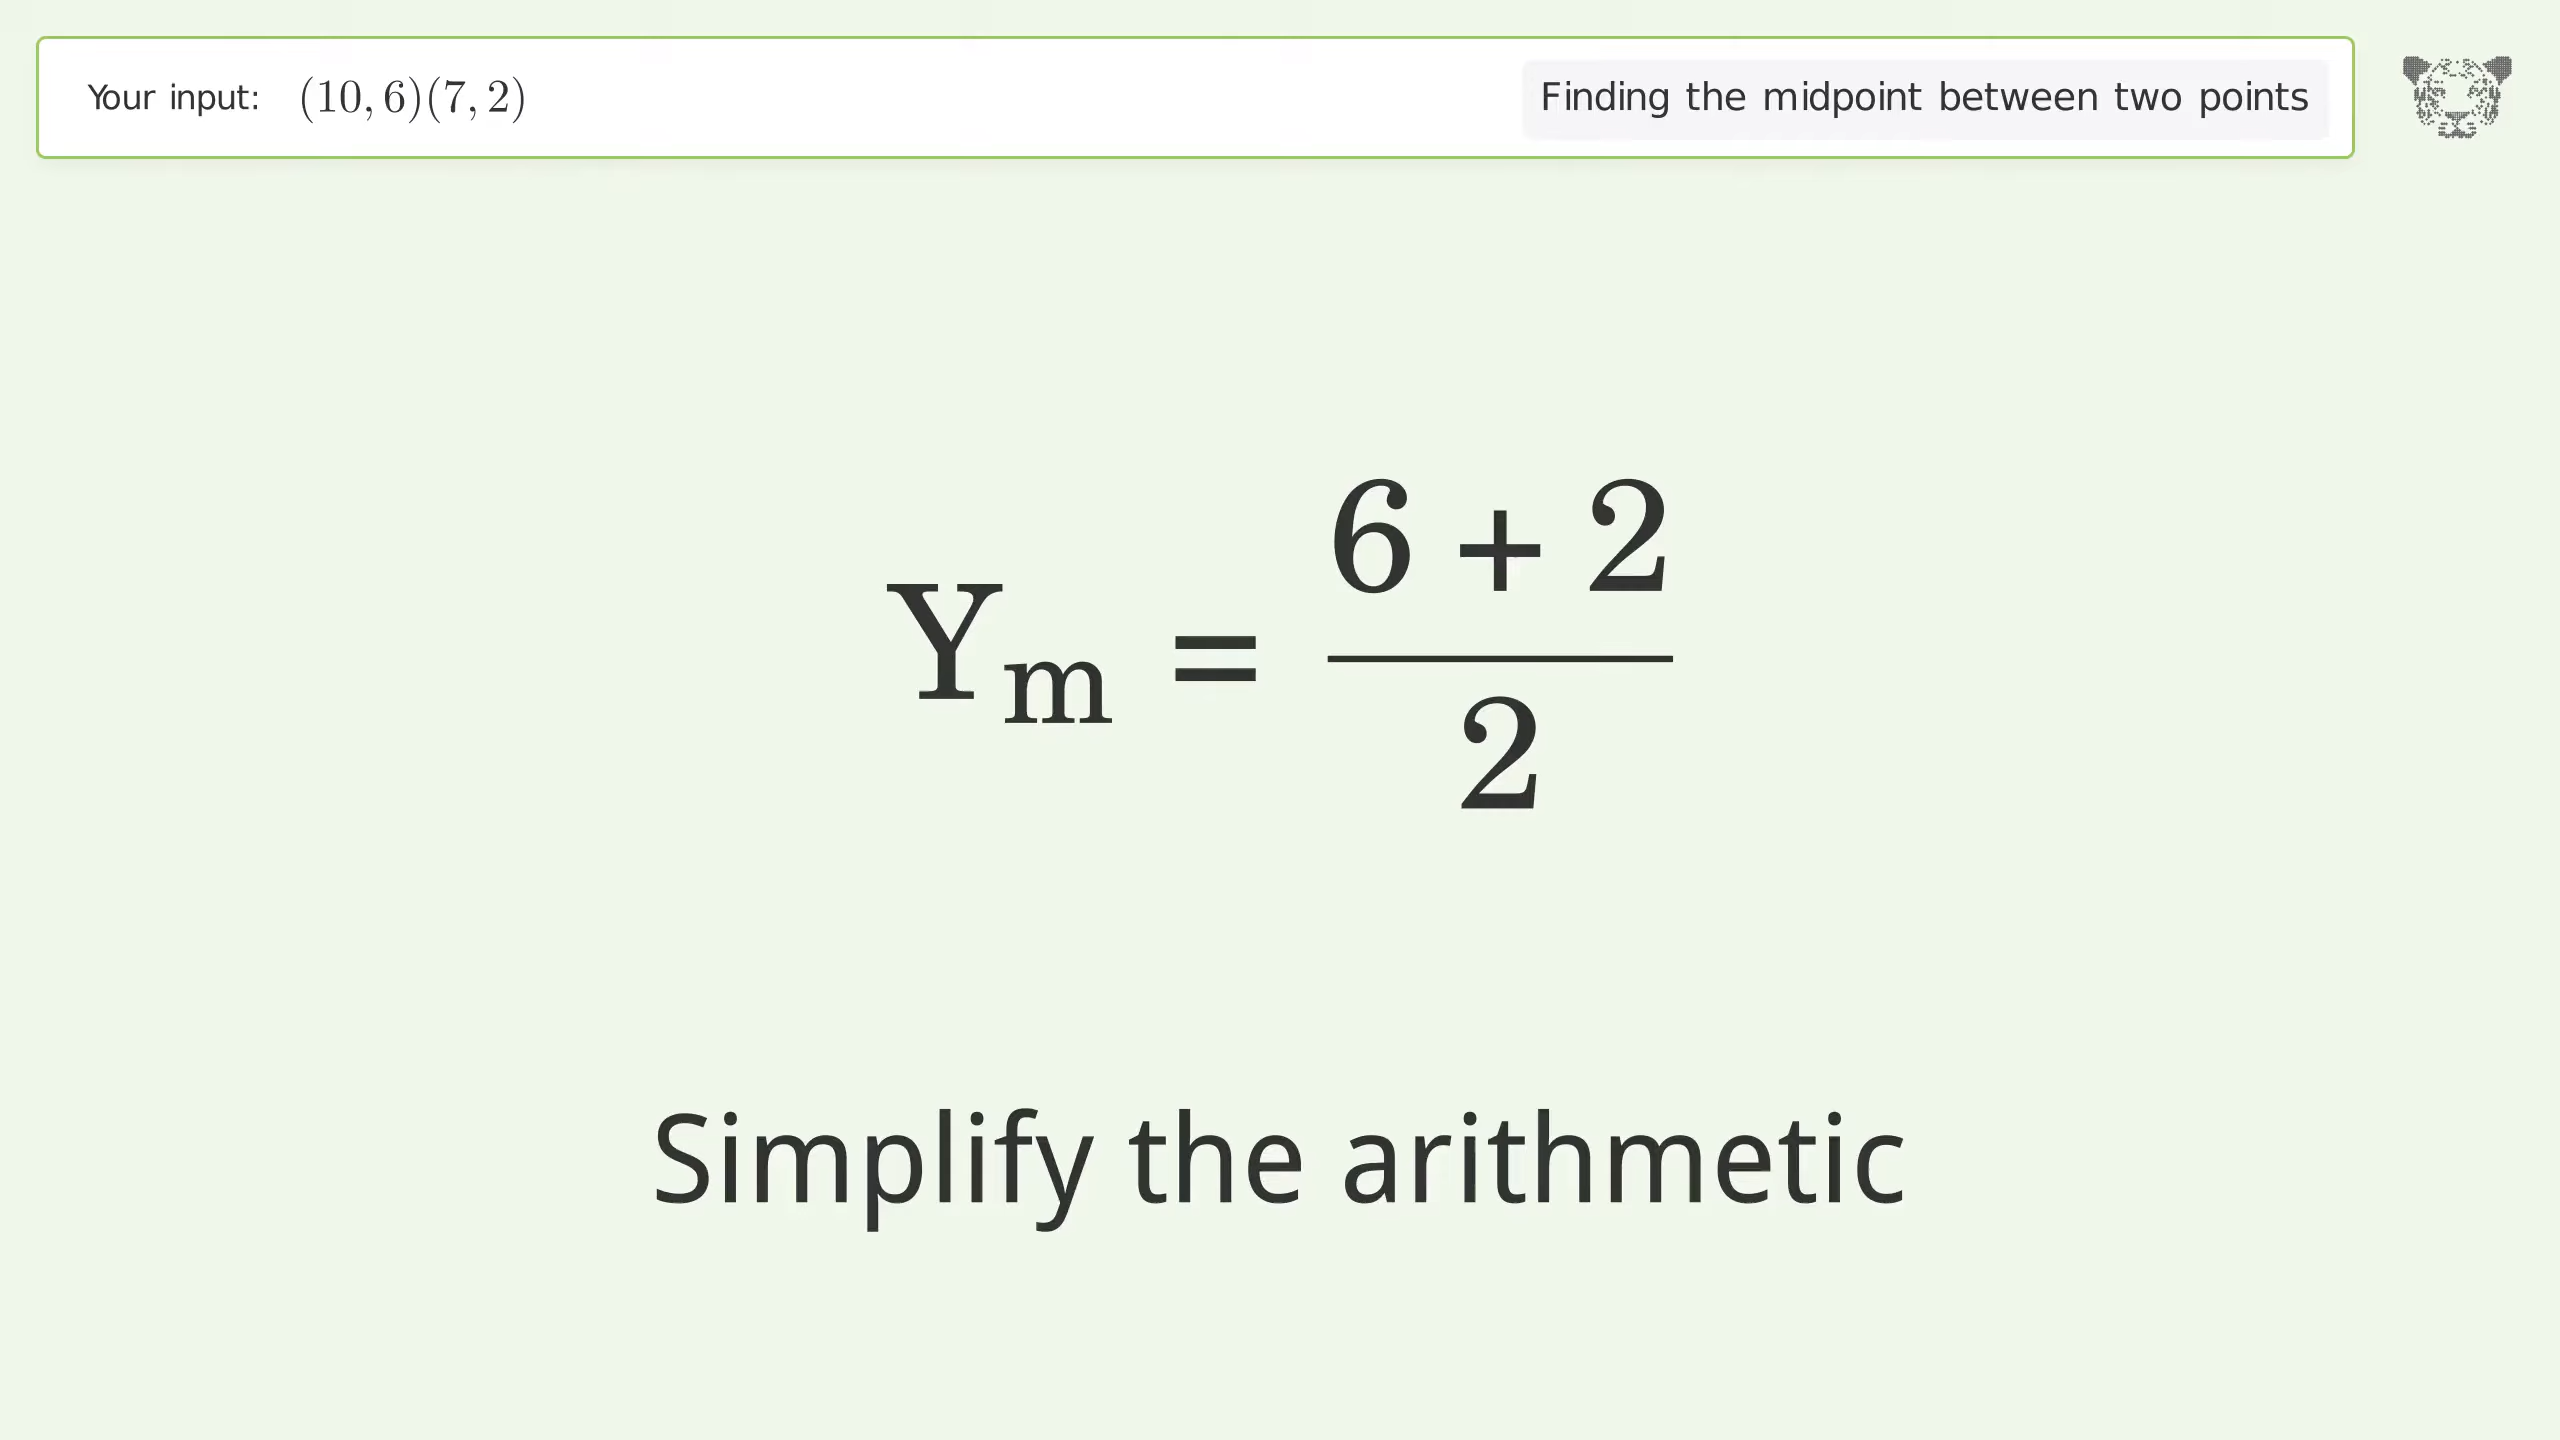 Your input: (10, 6)(7, 2)
Finding the midpoint between two points
Yₘ = (6 + 2)/2
Simplify the arithmetic